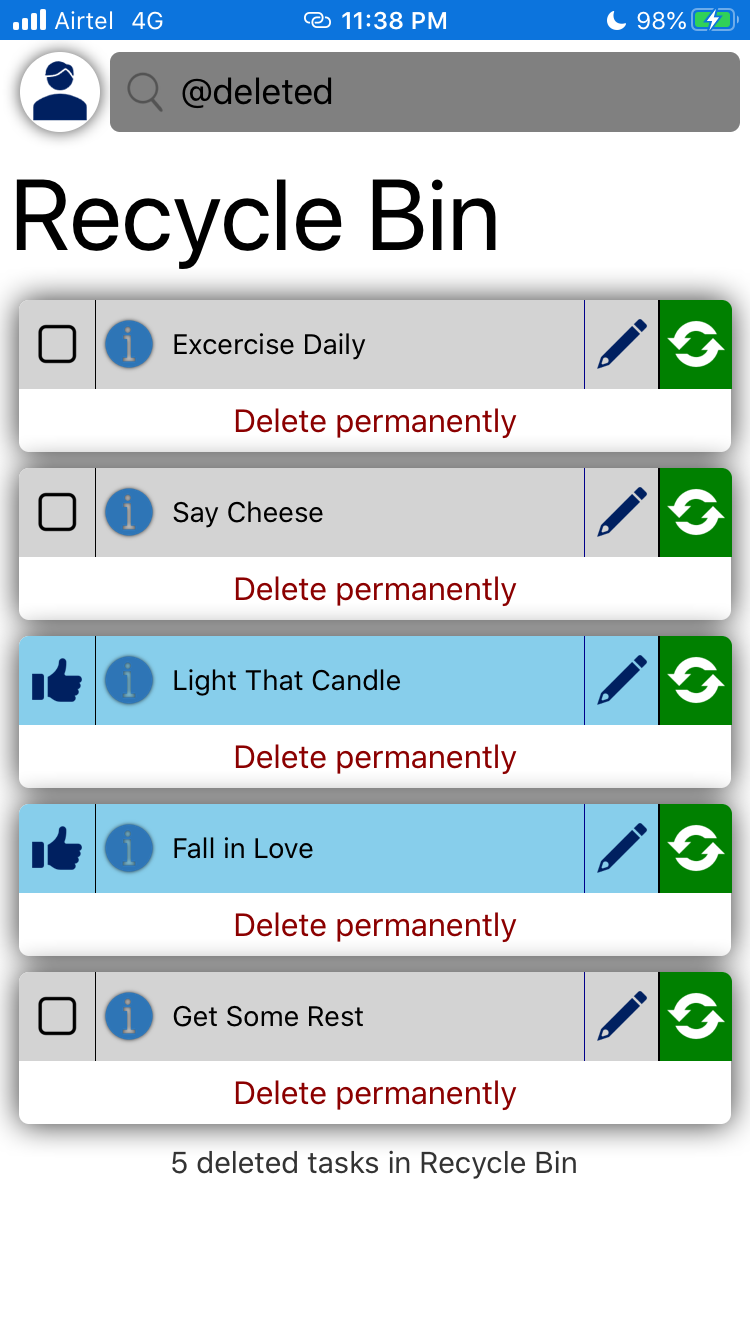 Airtel 4G 11:38 PM 98%
@deleted
Recycle Bin
Excercise Daily
Delete permanently
Say Cheese
Delete permanently
Light That Candle
Delete permanently
Fall in Love
Delete permanently
Get Some Rest
Delete permanently
5 deleted tasks in Recycle Bin